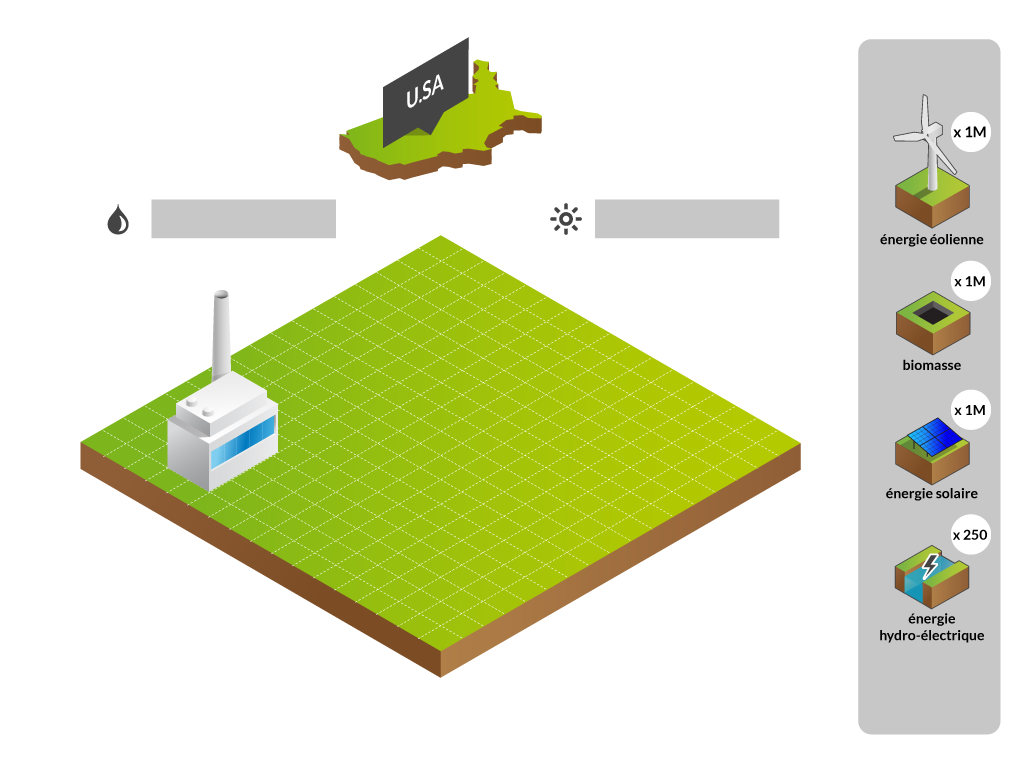 U.SA
x 1M
énergie éolienne
x 1M
biomasse
x 1M
énergie solaire
x 250
énergie
hydro-électrique